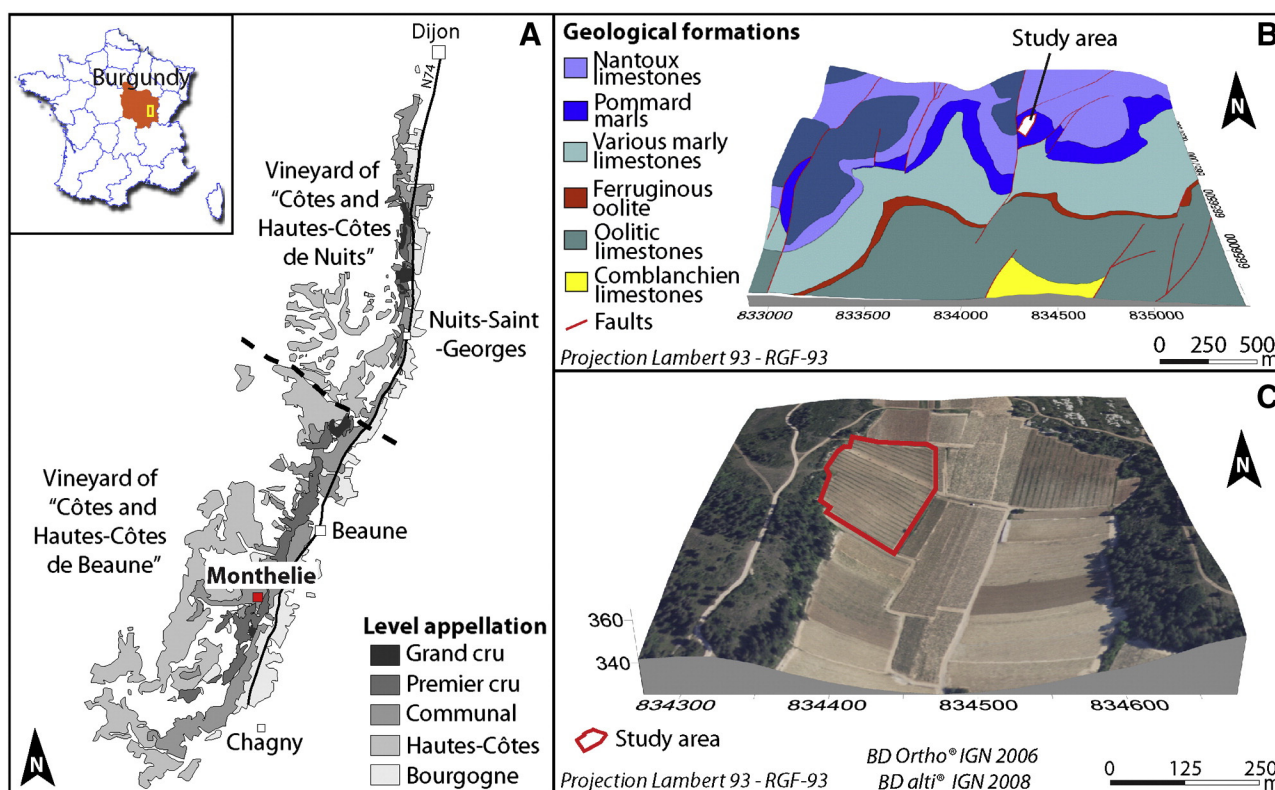 A
Burgundy
Dijon
N74
Vineyard of
“Côtes and
Hautes-Côtes
de Nuits”
Nuits-Saint
-Georges
Vineyard of
“Côtes and
Hautes-Côtes
de Beaune”
Beaune
Monthelie
Chagny
N
Level appellation
Grand cru
Premier cru
Communal
Hautes-Côtes
Bourgogne
B
Geological formations
Nantoux
limestones
Pommard
marls
Various marly
limestones
Ferruginous
oolite
Oolitic
limestones
Comblanchien
limestones
Faults
Study area
N
833000 833500 834000 834500 835000
Projection Lambert 93 - RGF-93
0 250 500
m
C
N
360
340
834300 834400 834500 834600
Study area
BD Ortho® IGN 2006
Projection Lambert 93 - RGF-93
BD alti® IGN 2008
0 125 250
m